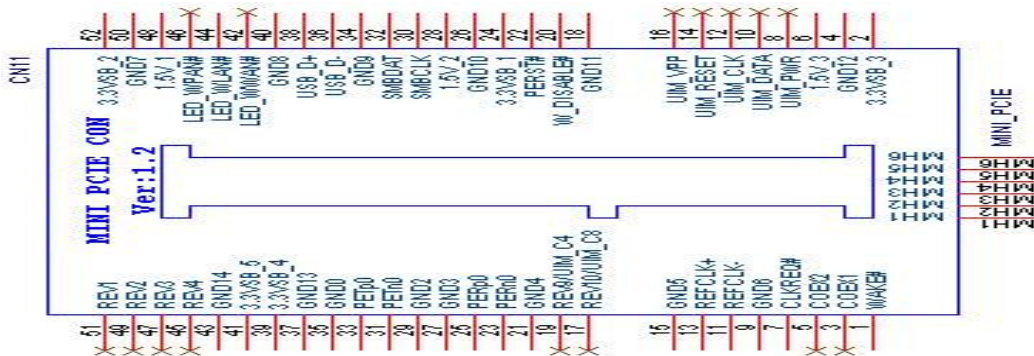 CN11
52
50
48
46
44
42
40
38
36
34
32
30
28
26
24
22
20
18
16
14
12
10
8
6
4
2
3.3VSB_2
GND7
1.5V_1
LED_WPAN#
LED_WLAN#
LED_WWAN#
GND8
USB_D+
USB_D-
GND9
SMBDAT
SMBCLK
1.5V_2
GND10
3.3VSB_1
PERST#
W_DISABLE#
GND11
UIM_VPP
UIM_RESET
UIM_CLK
UIM_DATA
UIM_PWR
1.5V_3
GND12
3.3VSB_3
MINI PCIE CON
Ver:1.2
MINI_PCIE
REV1
REV2
REV3
REV4
GND14
3.3VSB_5
3.3VSB_4
GND13
GND0
PETp0
PETn0
GND2
GND3
PERp0
PERn0
GND4
REV9/UIM_C4
REV10/UIM_C8
GND5
REFCLK+
REFCLK-
GND6
CLKREQ#
COEX2
COEX1
WAKE#
51
49
47
45
43
41
39
37
35
33
31
29
27
25
23
21
19
17
15
13
11
9
7
5
3
1